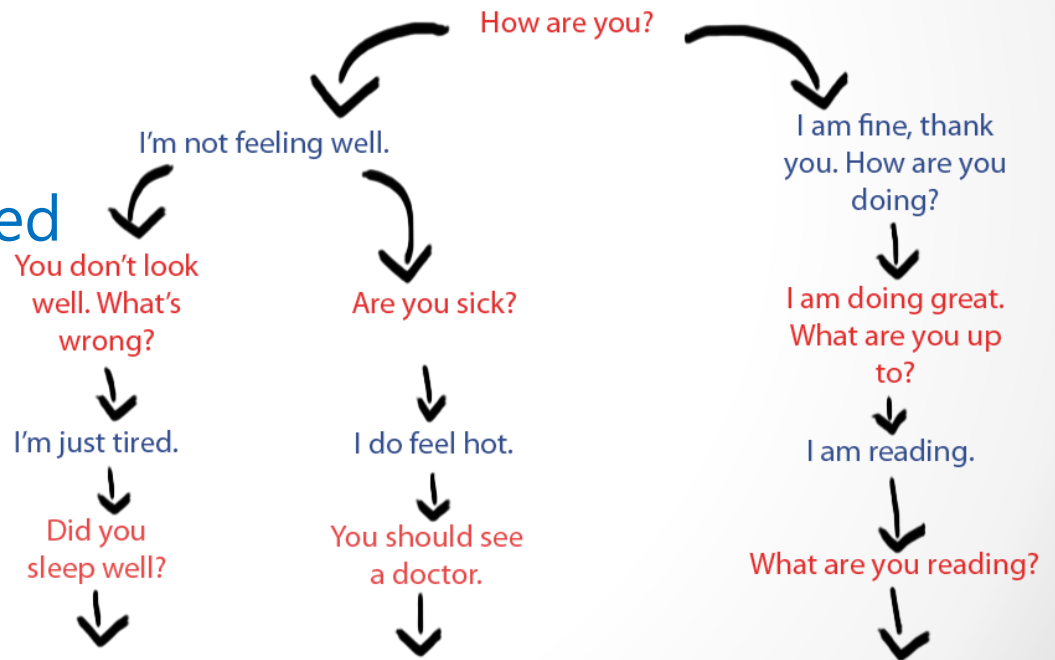 How are you?
I'm not feeling well.
I am fine, thank
you. How are you
doing?
ed
You don't look
well. What's
wrong?
Are you sick?
I am doing great.
What are you up
to?
I'm just tired.
I do feel hot.
I am reading.
Did you
sleep well?
You should see
a doctor.
What are you reading?